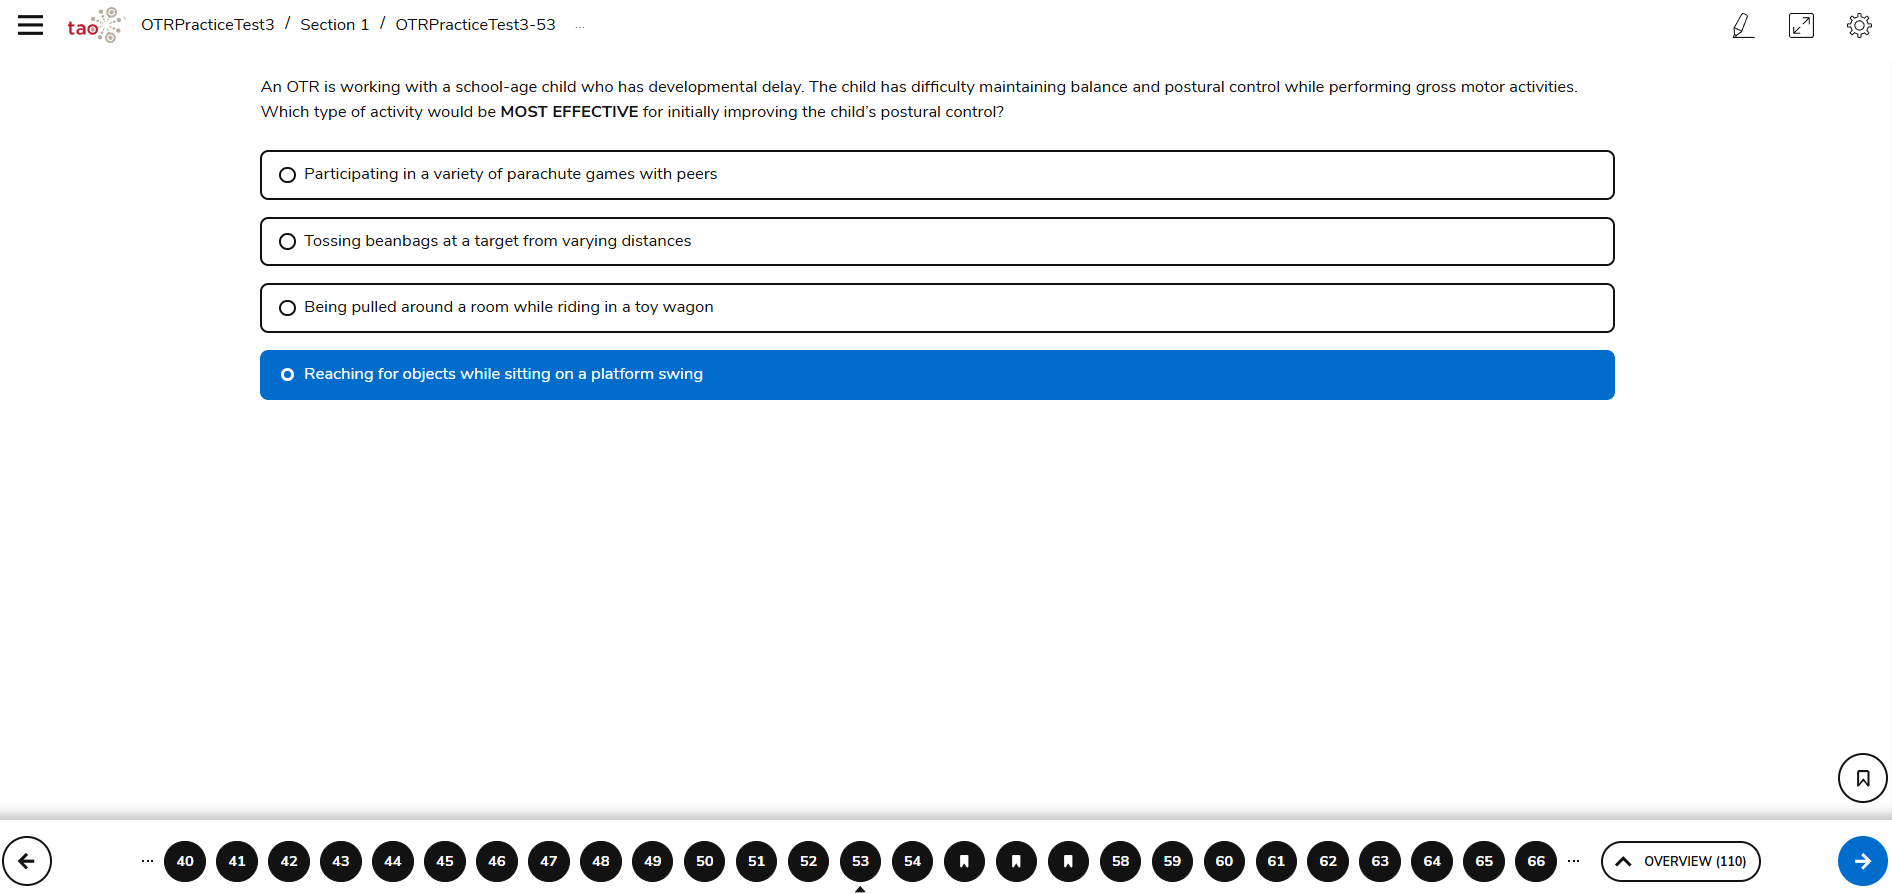 tao OTRPracticeTest3 / Section 1 / OTRPracticeTest3-53 ...
An OTR is working with a school-age child who has developmental delay. The child has difficulty maintaining balance and postural control while performing gross motor activities.
Which type of activity would be MOST EFFECTIVE for initially improving the child’s postural control?
Participating in a variety of parachute games with peers
Tossing beanbags at a target from varying distances
Being pulled around a room while riding in a toy wagon
Reaching for objects while sitting on a platform swing
... 40 41 42 43 44 45 46 47 48 49 50 51 52 53 54 58 59 60 61 62 63 64 65 66 ... OVERVIEW (110)